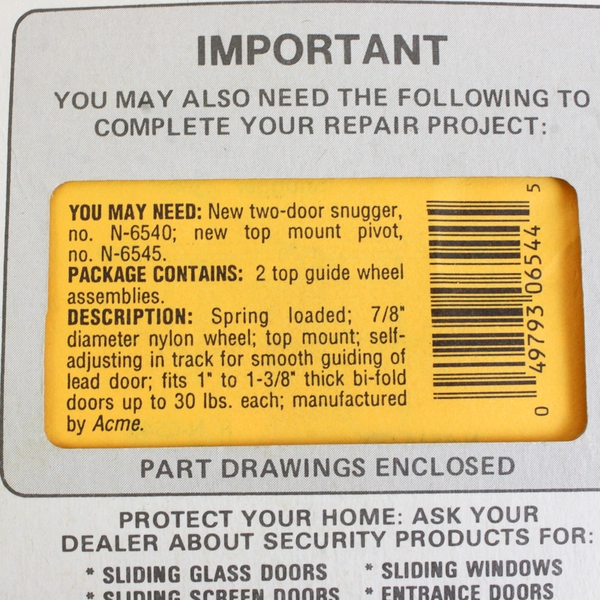 IMPORTANT
YOU MAY ALSO NEED THE FOLLOWING TO
COMPLETE YOUR REPAIR PROJECT:
YOU MAY NEED: New two-door snugger,
no. N-6540; new top mount pivot,
no. N-6545.
PACKAGE CONTAINS: 2 top guide wheel
assemblies.
DESCRIPTION: Spring loaded; 7/8"
diameter nylon wheel; top mount; self-
adjusting in track for smooth guiding of
lead door; fits 1" to 1-3/8" thick bi-fold
doors up to 30 lbs. each; manufactured
by Acme.
0 49793 06544 5
PART DRAWINGS ENCLOSED
PROTECT YOUR HOME: ASK YOUR
DEALER ABOUT SECURITY PRODUCTS FOR:
* SLIDING GLASS DOORS * SLIDING WINDOWS
* SLIDING SCREEN DOORS * ENTRANCE DOORS